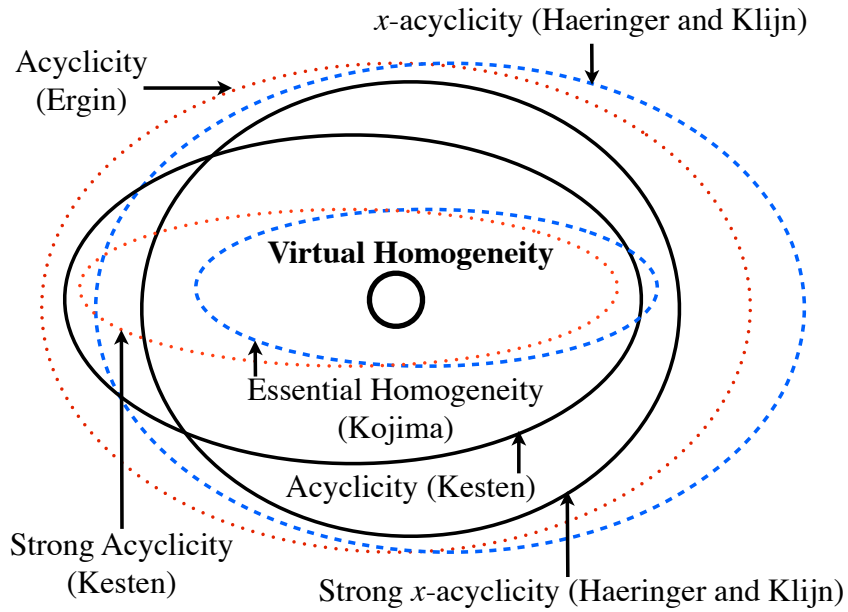 x-acyclicity (Haeringer and Klijn)
Acyclicity
(Ergin)
Virtual Homogeneity
Essential Homogeneity
(Kojima)
Acyclicity (Kesten)
Strong Acyclicity
(Kesten)
Strong x-acyclicity (Haeringer and Klijn)